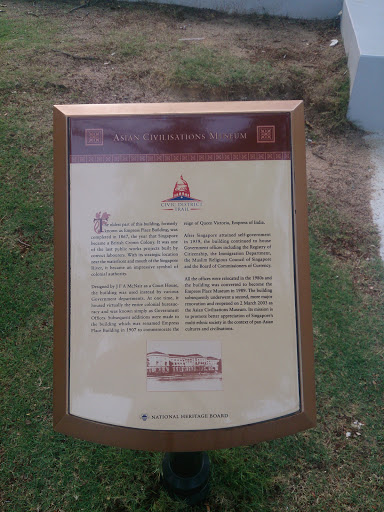 ASIAN CIVILISATIONS MUSEUM
CIVIC DISTRICT
TRAIL
The oldest part of this building, formerly
known as Empress Place Building, was
completed in 1867, the year that Singapore
became a British Crown Colony. It was one
of the last public works projects built by
convict labourers. With its strategic location
near the waterfront and mouth of the Singapore
River, it became an impressive symbol of
colonial authority.
Designed by J F A McNair as a Court House,
the building was used instead by various
Government departments. At one time, it
housed virtually the entire colonial bureau-
cracy and was known simply as Government
Offices. Subsequent additions were made to
the building which was renamed Empress
Place Building in 1907 to commemorate the
reign of Queen Victoria, Empress of India.
After Singapore attained self-government
in 1959, the building continued to house
Government offices including the Registry of
Citizenship, the Immigration Department,
the Muslim Religious Council of Singapore
and the Board of Commissioners of Currency.
All the offices were relocated in the 1980s and
the building was converted to become the
Empress Place Museum in 1989. The building
subsequently underwent a second, more major
renovation and reopened on 2 March 2003 as
the Asian Civilisations Museum. Its mission is
to promote better appreciation of Singapore's
multi-ethnic society in the context of pan-Asian
cultures and civilisations.
NATIONAL HERITAGE BOARD